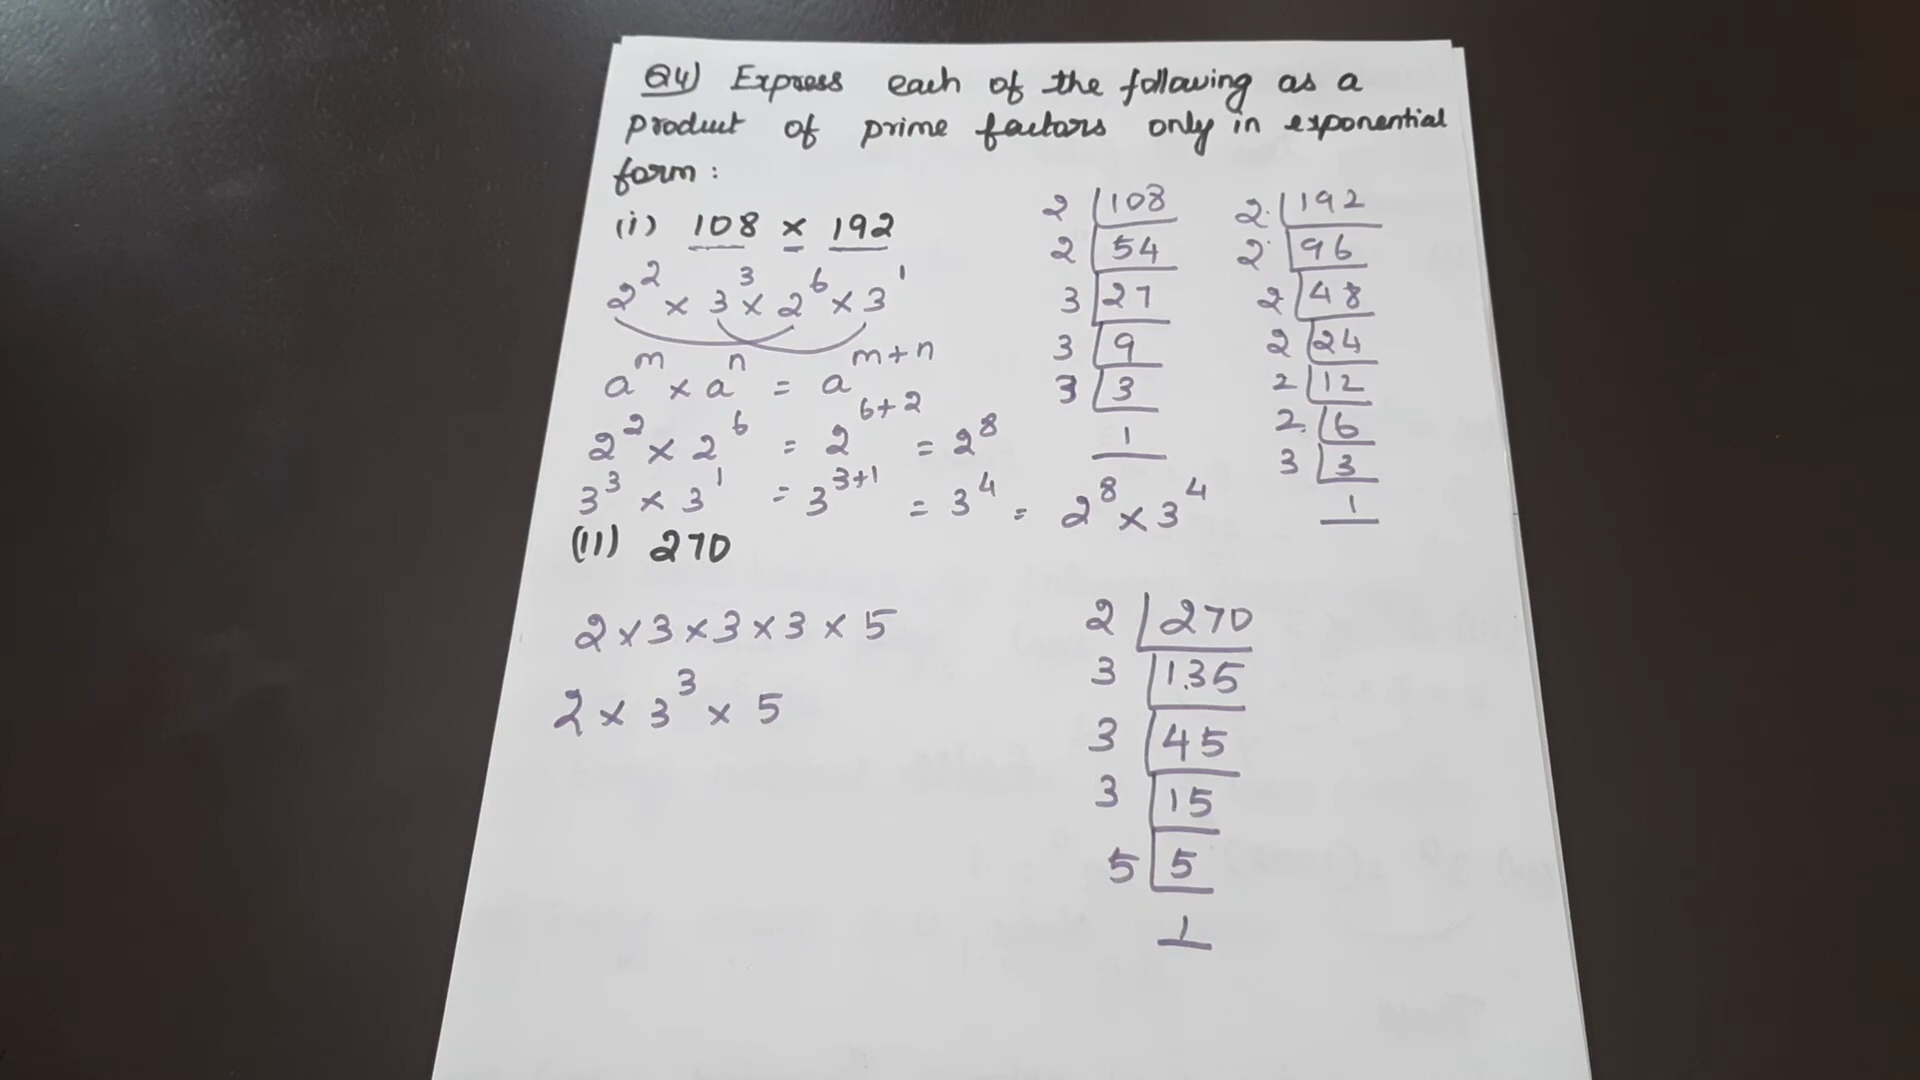 Q4) Express each of the following as a
product of prime factors only in exponential
form :
(i) 108 × 192
2² × 3³ × 2⁶ × 3¹
aᵐ × aⁿ = aᵐ⁺ⁿ
2² × 2⁶ = 2⁶⁺² = 2⁸
3³ × 3¹ = 3³⁺¹ = 3⁴ = 2⁸ × 3⁴
2 | 108
2 | 54
3 | 27
3 | 9
3 | 3
1
2 | 192
2 | 96
2 | 48
2 | 24
2 | 12
2 | 6
3 | 3
1
(II) 270
2 × 3 × 3 × 3 × 5
2 × 3³ × 5
2 | 270
3 | 135
3 | 45
3 | 15
5 | 5
1